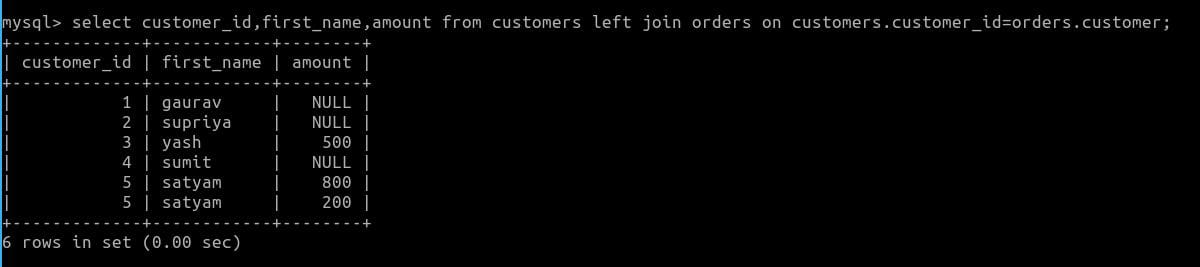 mysql> select customer_id,first_name,amount from customers left join orders on customers.customer_id=orders.customer;
+-------------+------------+--------+
| customer_id | first_name | amount |
+-------------+------------+--------+
|           1 | gaurav     |   NULL |
|           2 | supriya    |   NULL |
|           3 | yash       |    500 |
|           4 | sumit      |   NULL |
|           5 | satyam     |    800 |
|           5 | satyam     |    200 |
+-------------+------------+--------+
6 rows in set (0.00 sec)